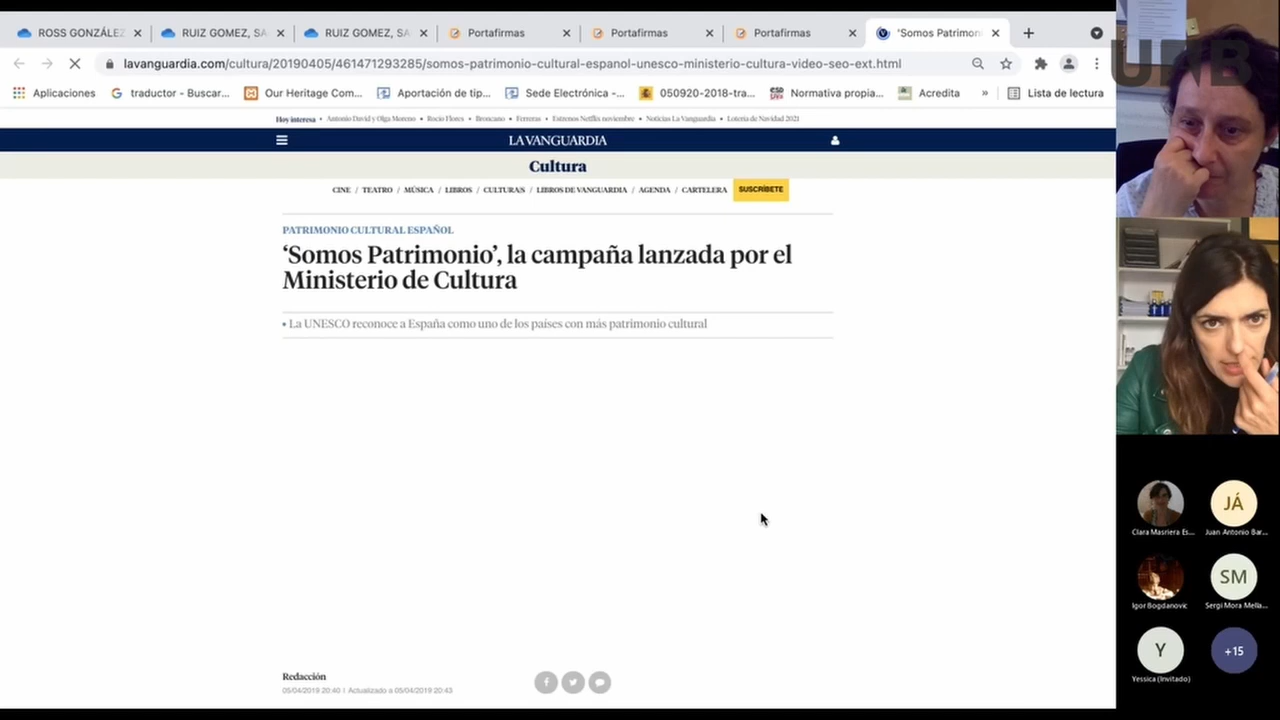 ROSS GONZÁLEZ
RUIZ GOMEZ, SA
RUIZ GOMEZ, SA
Portafirmas
Portafirmas
Portafirmas
'Somos Patrimon
lavanguardia.com/cultura/20190405/461471293285/somos-patrimonio-cultural-espanol-unesco-ministerio-cultura-video-seo-ext.html
Aplicaciones
traductor - Buscar...
Our Heritage Com...
Aportación de tip...
Sede Electrónica -...
050920-2018-tra...
Normativa propia...
Acredita
»
Lista de lectura
UNB
Hoy interesa • Antonio David y Olga Moreno • Rocío Flores • Broncano • Ferreras • Estrenos Netflix noviembre • Noticias La Vanguardia • Lotería de Navidad 2021
LA VANGUARDIA
Cultura
CINE / TEATRO / MÚSICA / LIBROS / CULTURA|S / LIBROS DE VANGUARDIA / AGENDA / CARTELERA
SUSCRÍBETE
PATRIMONIO CULTURAL ESPAÑOL
‘Somos Patrimonio’, la campaña lanzada por el
Ministerio de Cultura
• La UNESCO reconoce a España como uno de los países con más patrimonio cultural
Redacción
05/04/2019 20:40 | Actualizado a 05/04/2019 20:43
JÁ
Clara Masriera Es...
Juan Antonio Bar...
SM
Igor Bogdanovic
Sergi Mora Mella...
Y
+15
Yessica (Invitado)